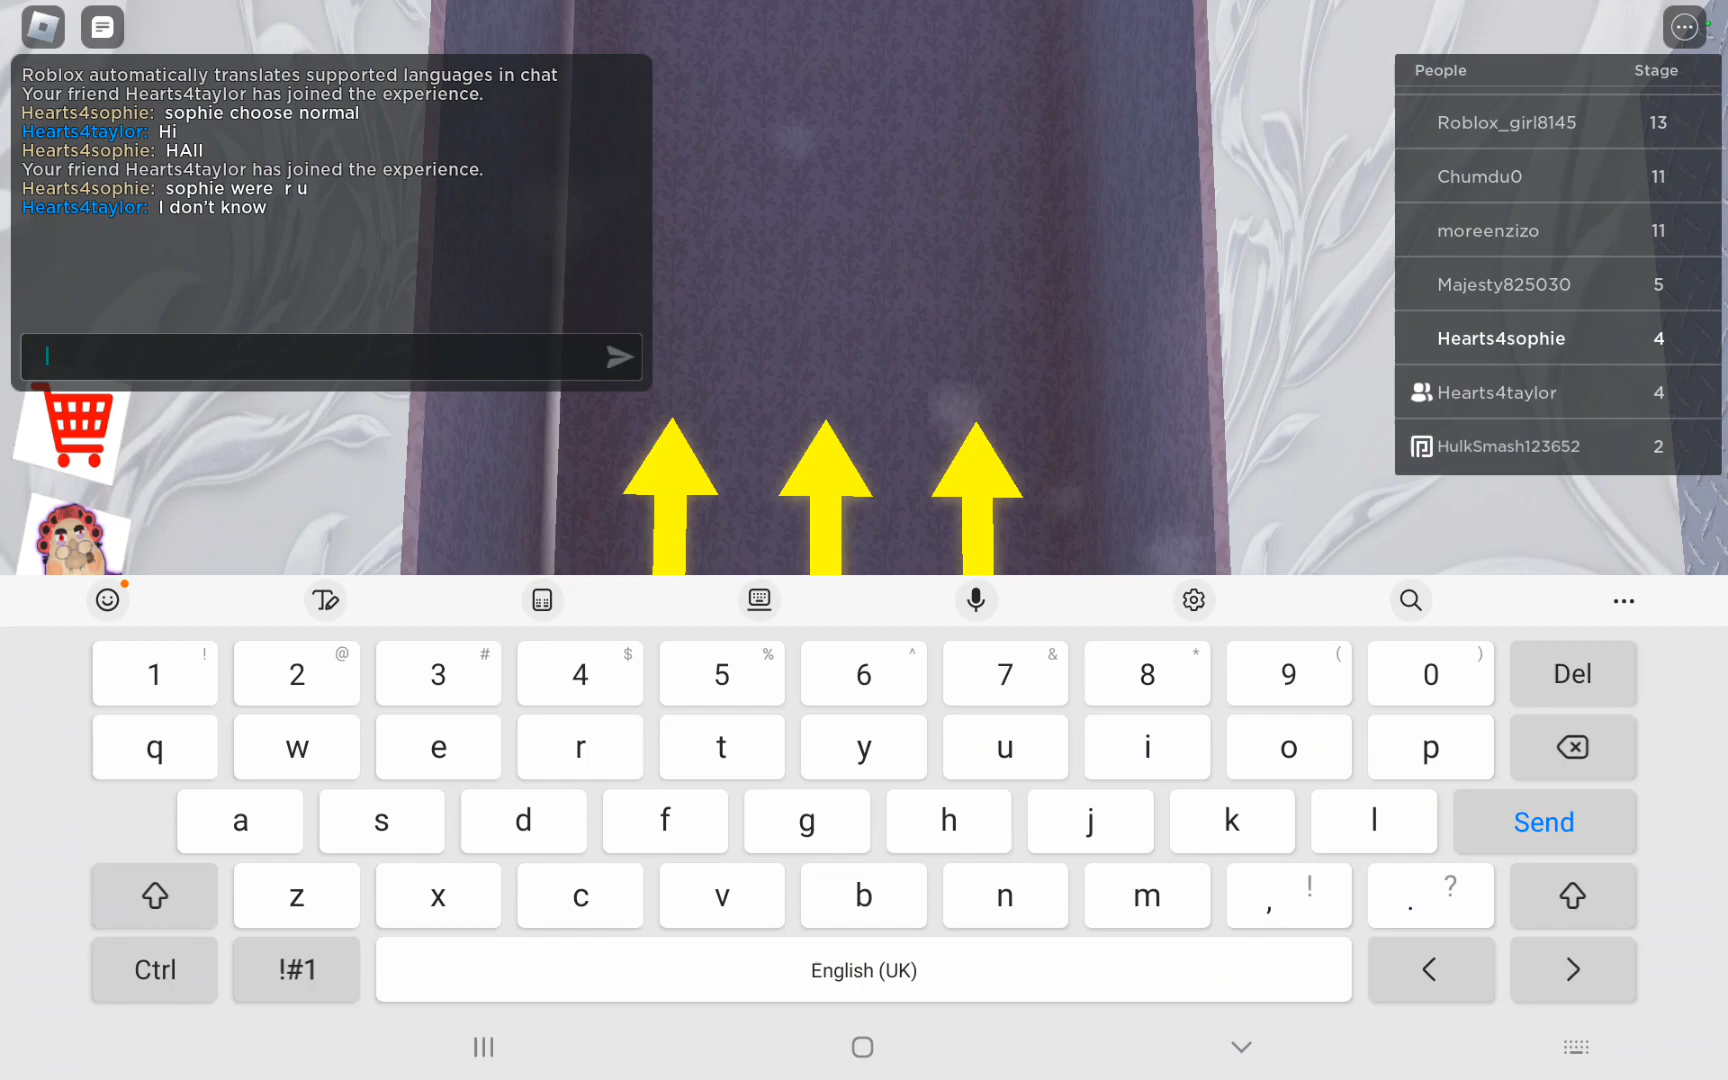 Roblox automatically translates supported languages in chat
Your friend Hearts4taylor has joined the experience.
Hearts4sophie: sophie choose normal
Hearts4taylor: Hi
Hearts4sophie: HAII
Your friend Hearts4taylor has joined the experience.
Hearts4sophie: sophie were r u
Hearts4taylor: I don't know
People Stage
Roblox_girl8145 13
Chumdu0 11
moreenzizo 11
Majesty825030 5
Hearts4sophie 4
Hearts4taylor 4
HulkSmash123652 2
! @ # $ % ^ & * ( )
1 2 3 4 5 6 7 8 9 0 Del
q w e r t y u i o p
a s d f g h j k l Send
z x c v b n m , ! . ?
Ctrl !#1 English (UK) < >